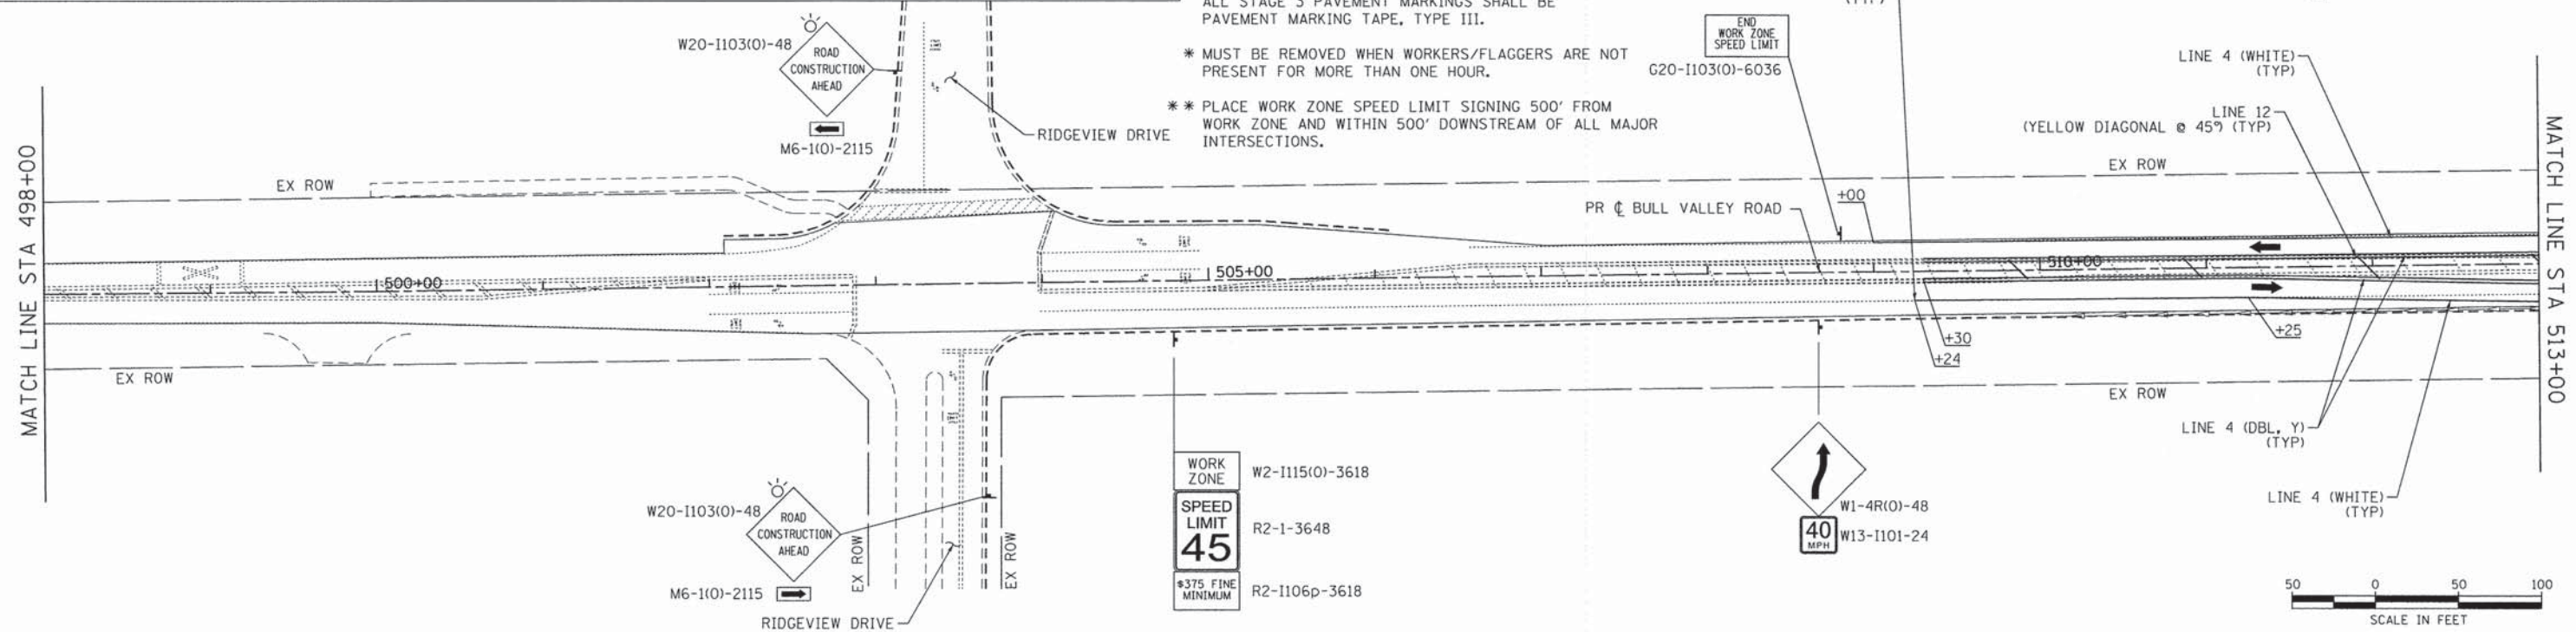 ALL STAGE 3 PAVEMENT MARKINGS SHALL BE
PAVEMENT MARKING TAPE, TYPE III.
* MUST BE REMOVED WHEN WORKERS/FLAGGERS ARE NOT
PRESENT FOR MORE THAN ONE HOUR.
** PLACE WORK ZONE SPEED LIMIT SIGNING 500' FROM
WORK ZONE AND WITHIN 500' DOWNSTREAM OF ALL MAJOR
INTERSECTIONS.
(TYP)
END
WORK ZONE
SPEED LIMIT
G20-I103(O)-6036
W20-I103(O)-48
ROAD
CONSTRUCTION
AHEAD
M6-1(O)-2115
RIDGEVIEW DRIVE
LINE 4 (WHITE)
(TYP)
LINE 12
(YELLOW DIAGONAL @ 45°) (TYP)
MATCH LINE STA 498+00
EX ROW
EX ROW
PR ℄ BULL VALLEY ROAD
+00
500+00
505+00
510+00
+30
+24
+25
MATCH LINE STA 513+00
EX ROW
EX ROW
LINE 4 (DBL, Y)
(TYP)
LINE 4 (WHITE)
(TYP)
W20-I103(O)-48
ROAD
CONSTRUCTION
AHEAD
M6-1(O)-2115
RIDGEVIEW DRIVE
EX ROW
EX ROW
WORK
ZONE
W2-I115(O)-3618
SPEED
LIMIT
45
R2-1-3648
$375 FINE
MINIMUM
R2-I106p-3618
W1-4R(O)-48
40
MPH
W13-I101-24
50 0 50 100
SCALE IN FEET